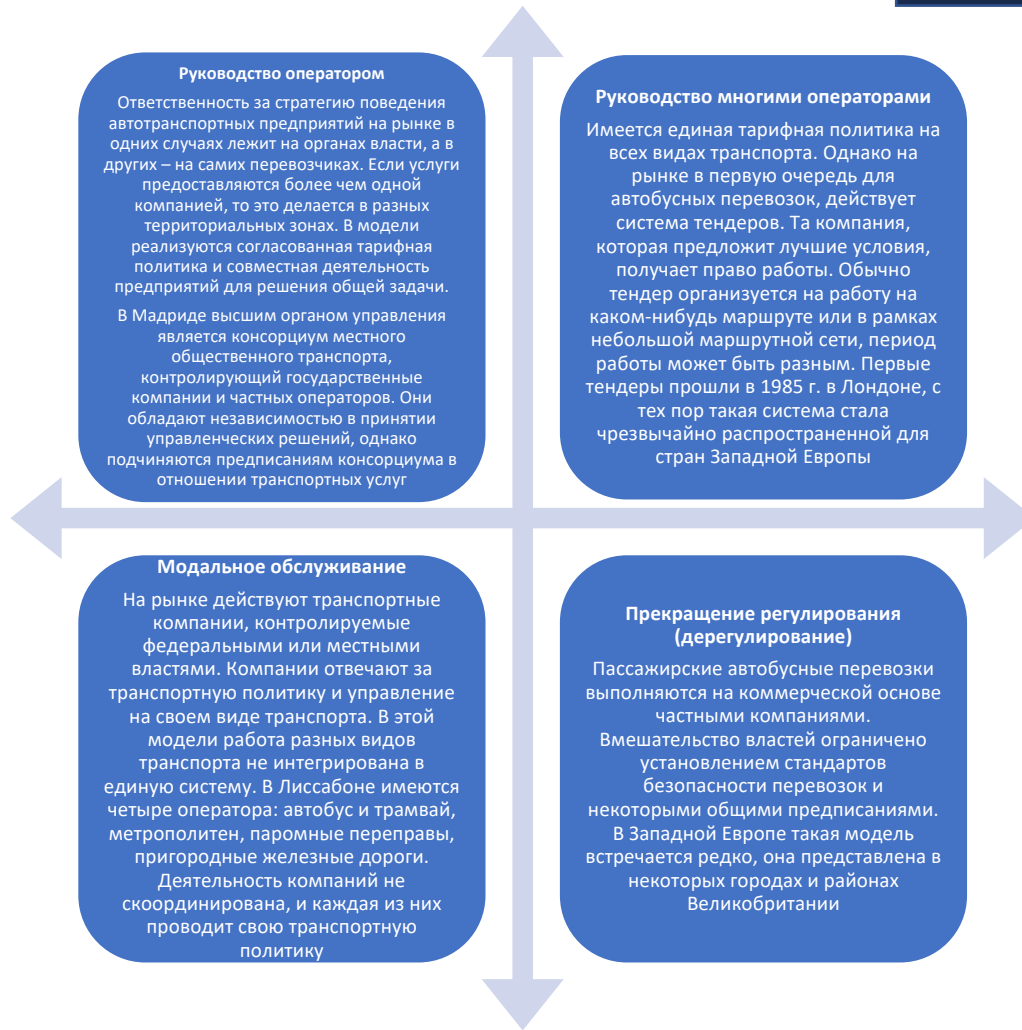 Руководство оператором
Ответственность за стратегию поведения
автотранспортных предприятий на рынке в
одних случаях лежит на органах власти, а в
других – на самих перевозчиках. Если услуги
предоставляются более чем одной
компанией, то это делается в разных
территориальных зонах. В модели
реализуются согласованная тарифная
политика и совместная деятельность
предприятий для решения общей задачи.
В Мадриде высшим органом управления
является консорциум местного
общественного транспорта,
контролирующий государственные
компании и частных операторов. Они
обладают независимостью в принятии
управленческих решений, однако
подчиняются предписаниям консорциума в
отношении транспортных услуг
Руководство многими операторами
Имеется единая тарифная политика на
всех видах транспорта. Однако на
рынке в первую очередь для
автобусных перевозок, действует
система тендеров. Та компания,
которая предложит лучшие условия,
получает право работы. Обычно
тендер организуется на работу на
каком-нибудь маршруте или в рамках
небольшой маршрутной сети, период
работы может быть разным. Первые
тендеры прошли в 1985 г. в Лондоне, с
тех пор такая система стала
чрезвычайно распространенной для
стран Западной Европы
Модальное обслуживание
На рынке действуют транспортные
компании, контролируемые
федеральными или местными
властями. Компании отвечают за
транспортную политику и управление
на своем виде транспорта. В этой
модели работа разных видов
транспорта не интегрирована в
единую систему. В Лиссабоне имеются
четыре оператора: автобус и трамвай,
метрополитен, паромные переправы,
пригородные железные дороги.
Деятельность компаний не
скоординирована, и каждая из них
проводит свою транспортную
политику
Прекращение регулирования
(дерегулирование)
Пассажирские автобусные перевозки
выполняются на коммерческой основе
частными компаниями.
Вмешательство властей ограничено
установлением стандартов
безопасности перевозок и
некоторыми общими предписаниями.
В Западной Европе такая модель
встречается редко, она представлена в
некоторых городах и районах
Великобритании